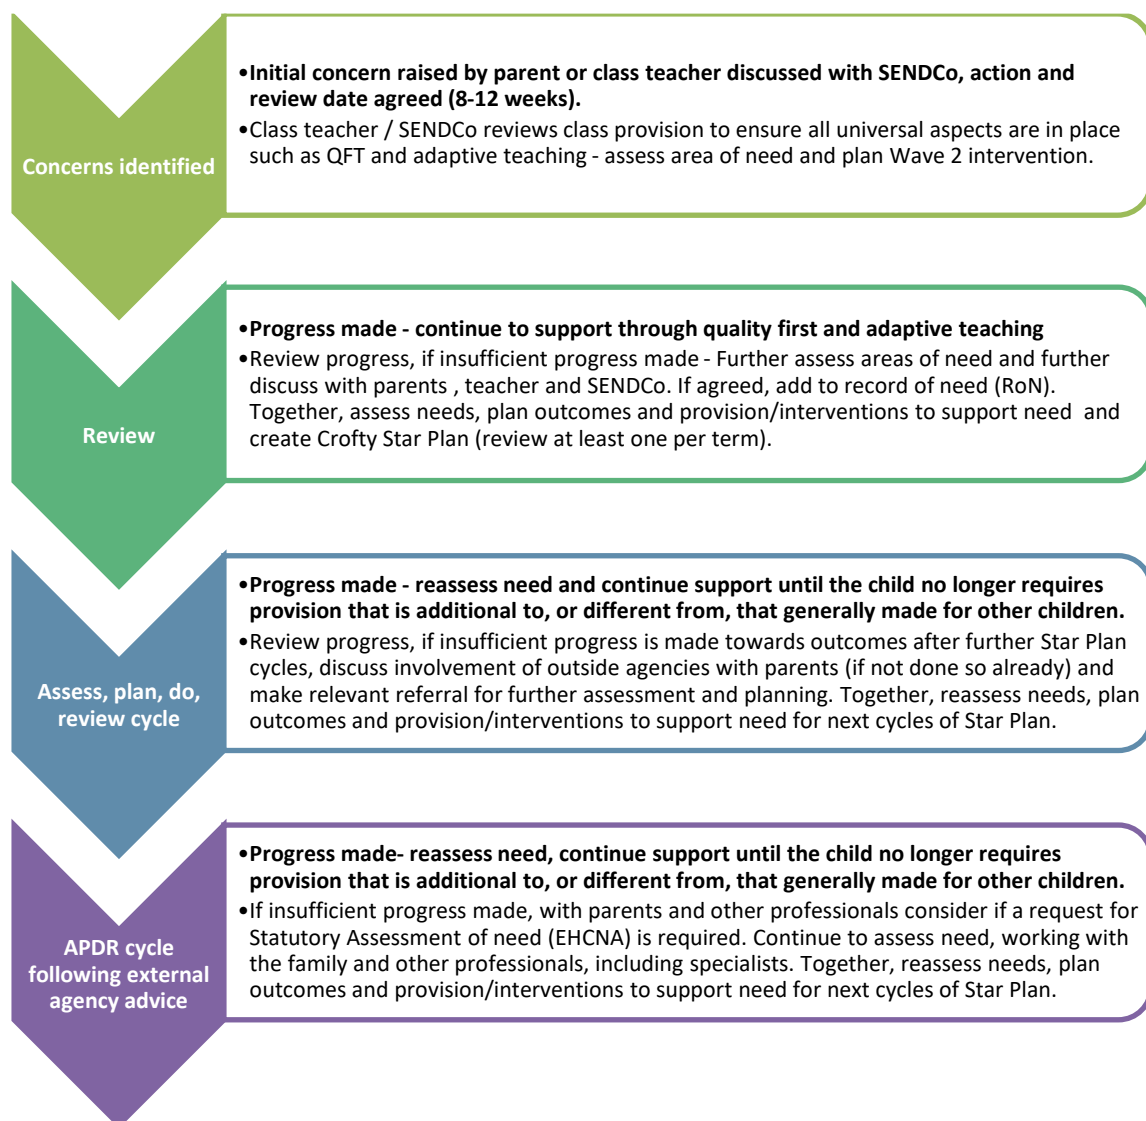 Concerns identified
•Initial concern raised by parent or class teacher discussed with SENDCo, action and
review date agreed (8-12 weeks).
•Class teacher / SENDCo reviews class provision to ensure all universal aspects are in place
such as QFT and adaptive teaching - assess area of need and plan Wave 2 intervention.
Review
•Progress made - continue to support through quality first and adaptive teaching
•Review progress, if insufficient progress made - Further assess areas of need and further
discuss with parents , teacher and SENDCo. If agreed, add to record of need (RoN).
Together, assess needs, plan outcomes and provision/interventions to support need  and
create Crofty Star Plan (review at least one per term).
Assess, plan, do,
review cycle
•Progress made - reassess need and continue support until the child no longer requires
provision that is additional to, or different from, that generally made for other children.
•Review progress, if insufficient progress is made towards outcomes after further Star Plan
cycles, discuss involvement of outside agencies with parents (if not done so already) and
make relevant referral for further assessment and planning. Together, reassess needs, plan
outcomes and provision/interventions to support need for next cycles of Star Plan.
APDR cycle
following external
agency advice
•Progress made- reassess need, continue support until the child no longer requires
provision that is additional to, or different from, that generally made for other children.
•If insufficient progress made, with parents and other professionals consider if a request for
Statutory Assessment of need (EHCNA) is required. Continue to assess need, working with
the family and other professionals, including specialists. Together, reassess needs, plan
outcomes and provision/interventions to support need for next cycles of Star Plan.